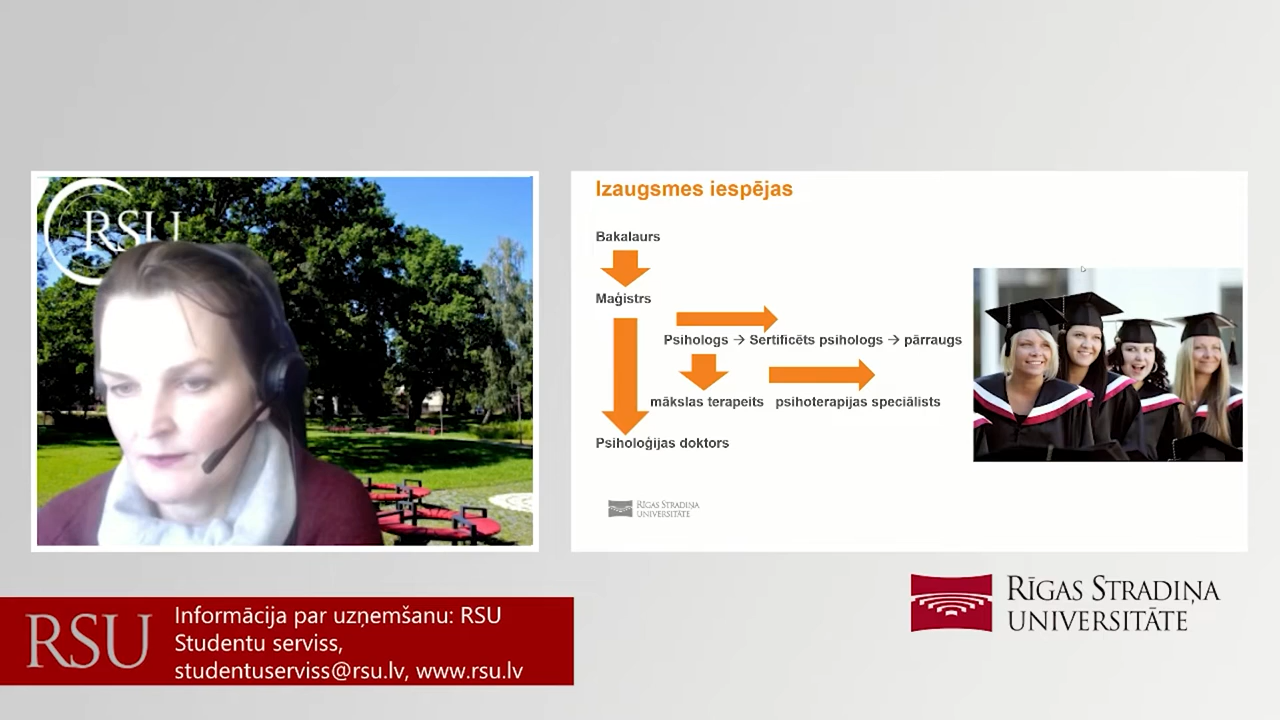 RSU
Izaugsmes iespējas
Bakalaurs
Maģistrs
Psihologs → Sertificēts psihologs → pārraugs
mākslas terapeits psihoterapijas speciālists
Psiholoģijas doktors
RĪGAS STRADIŅA
UNIVERSITĀTE
RĪGAS STRADIŅA
UNIVERSITĀTE
RSU
Informācija par uzņemšanu: RSU
Studentu serviss,
studentuserviss@rsu.lv, www.rsu.lv